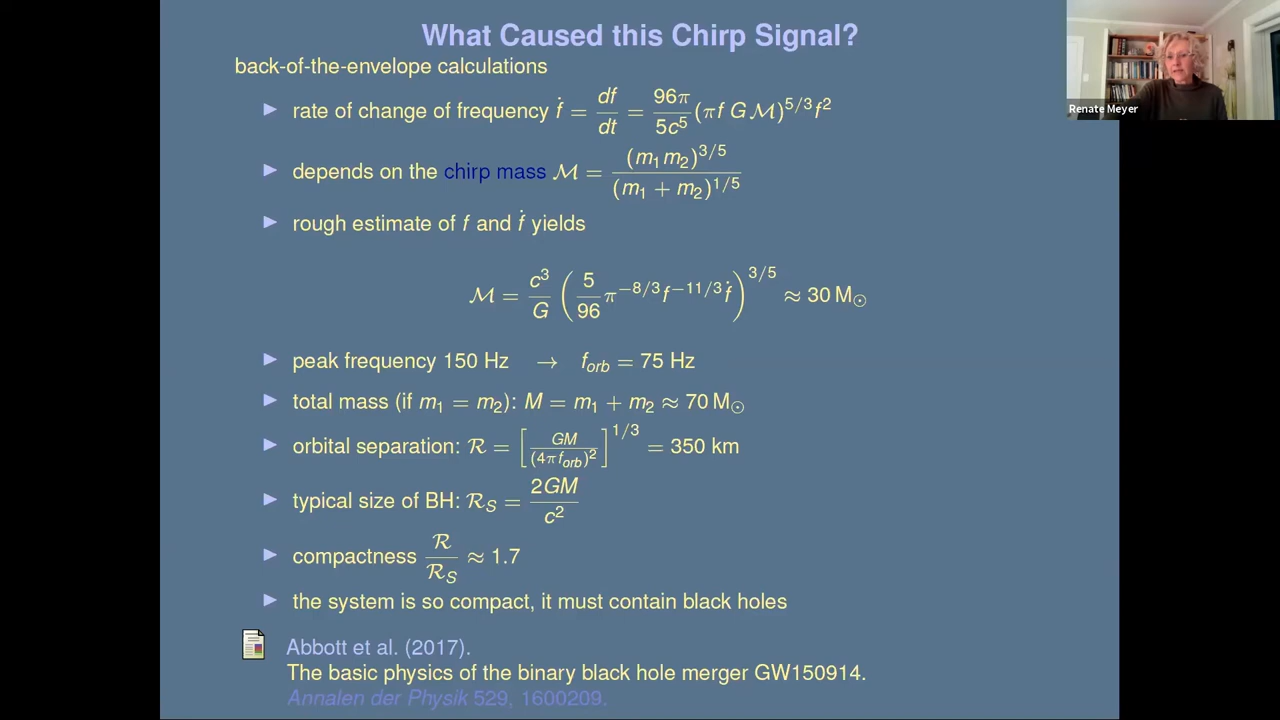 What Caused this Chirp Signal?
back-of-the-envelope calculations
Renate Meyer
► rate of change of frequency ḟ = df/dt = 96π/5c⁵ (πf G ℳ)^5/3 f²
► depends on the chirp mass ℳ = (m₁m₂)^3/5 / (m₁ + m₂)^1/5
► rough estimate of f and ḟ yields
ℳ = c³/G (5/96 π^−8/3 f^−11/3 ḟ)^3/5 ≈ 30 M☉
► peak frequency 150 Hz → f_orb = 75 Hz
► total mass (if m₁ = m₂): M = m₁ + m₂ ≈ 70 M☉
► orbital separation: ℛ = [GM/(4πf_orb)²]^1/3 = 350 km
► typical size of BH: ℛ_S = 2GM/c²
► compactness ℛ/ℛ_S ≈ 1.7
► the system is so compact, it must contain black holes
Abbott et al. (2017).
The basic physics of the binary black hole merger GW150914.
Annalen der Physik 529, 1600209.